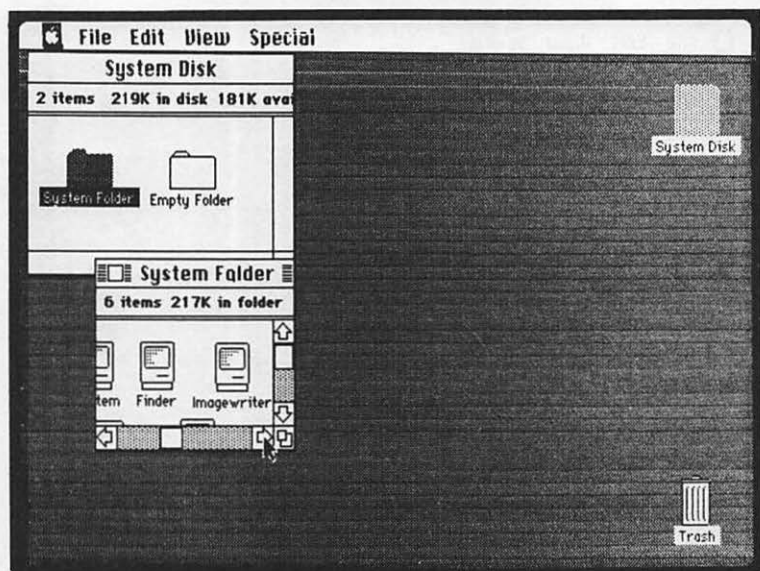 File Edit View Special
System Disk
2 items 219K in disk 181K avai
System Disk
System Folder Empty Folder
System Folder
6 items 217K in folder
tem Finder Imagewriter
Trash